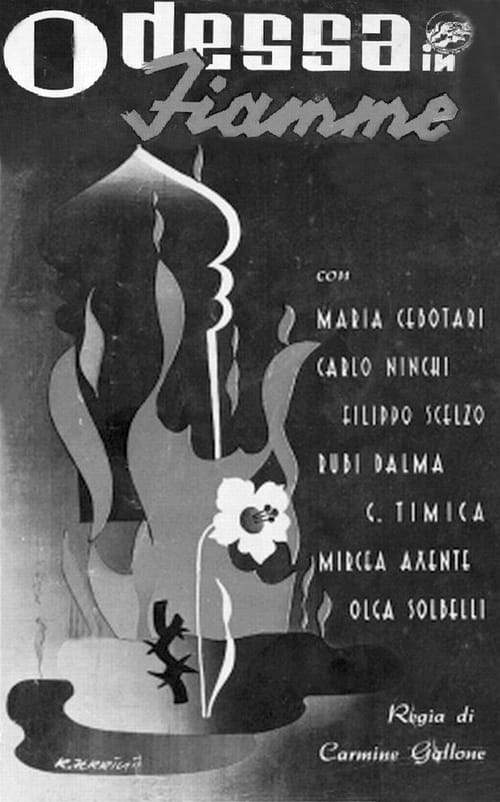 Odessa in
Fiamme
con
MARIA CEBOTARI
CARLO NINCHI
FILIPPO SCELZO
RUBI DALMA
C. TIMICA
MIRCEA AXENTE
OLGA SOLBELLI
Regia di
Carmine Gallone